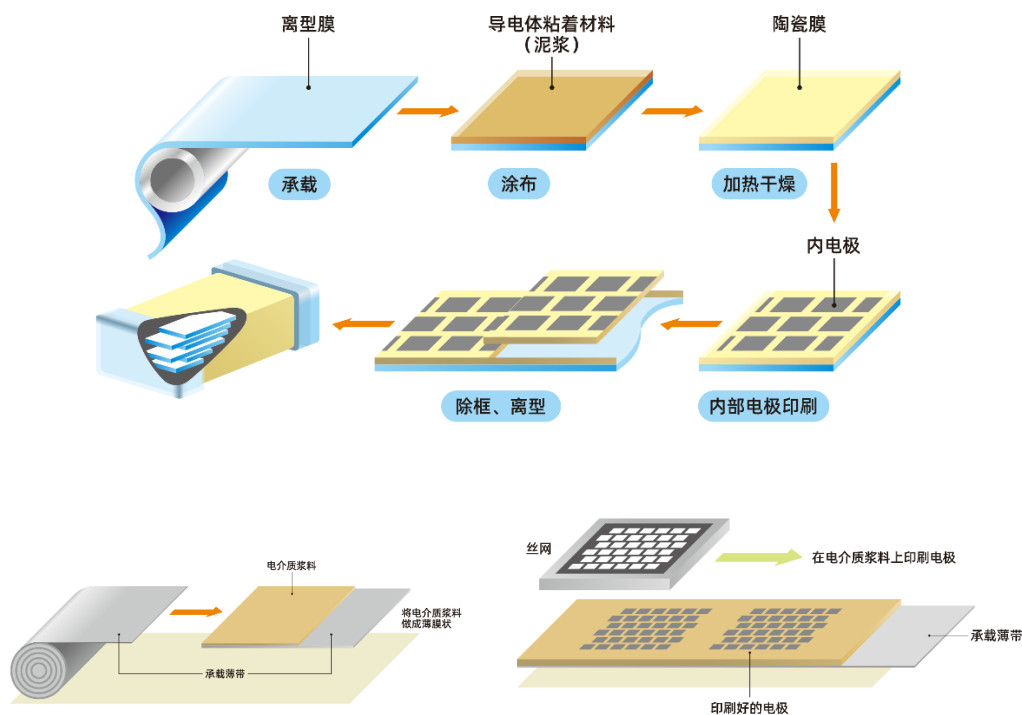 离型膜
导电体粘着材料
（泥浆）
陶瓷膜
承载
涂布
加热干燥
内电极
除框、离型
内部电极印刷
丝网
在电介质浆料上印刷电极
电介质浆料
将电介质浆料
做成薄膜状
承载薄带
承载薄带
印刷好的电极